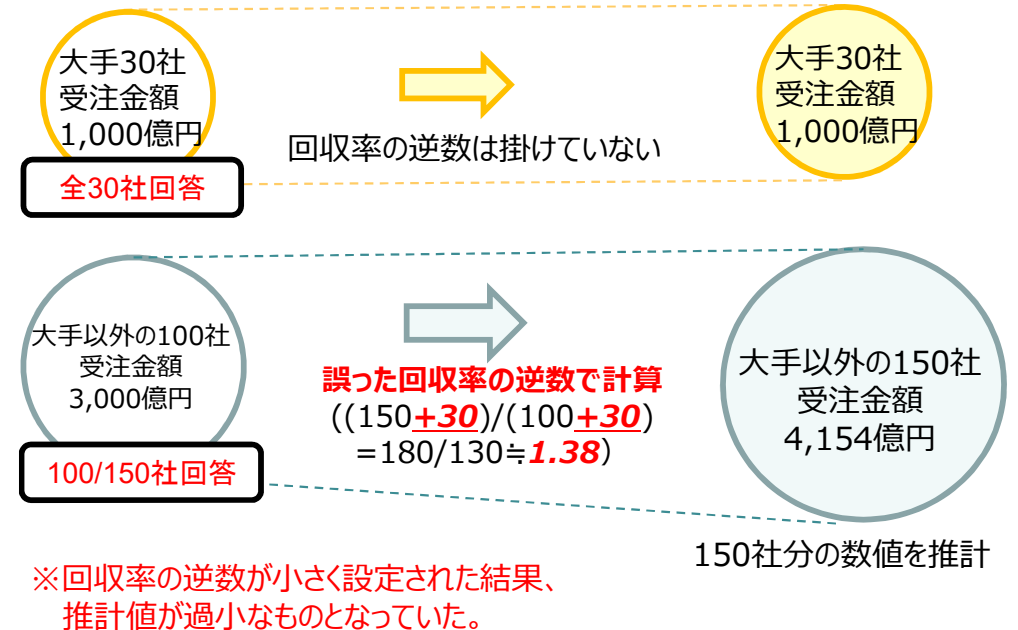 大手30社
受注金額
1,000億円
全30社回答
回収率の逆数は掛けていない
大手30社
受注金額
1,000億円
大手以外の100社
受注金額
3,000億円
100/150社回答
誤った回収率の逆数で計算
((150+30)/(100+30)
=180/130≒1.38)
大手以外の150社
受注金額
4,154億円
150社分の数値を推計
※回収率の逆数が小さく設定された結果、
推計値が過小なものとなっていた。